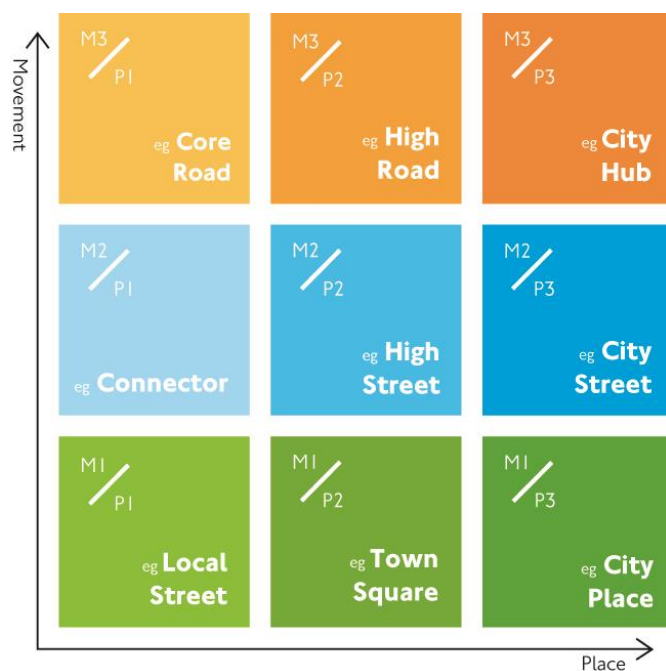 Movement
M3
P1
eg Core
Road
M3
P2
eg High
Road
M3
P3
eg City
Hub
M2
P1
eg Connector
M2
P2
eg High
Street
M2
P3
eg City
Street
M1
P1
eg Local
Street
M1
P2
eg Town
Square
M1
P3
eg City
Place
Place